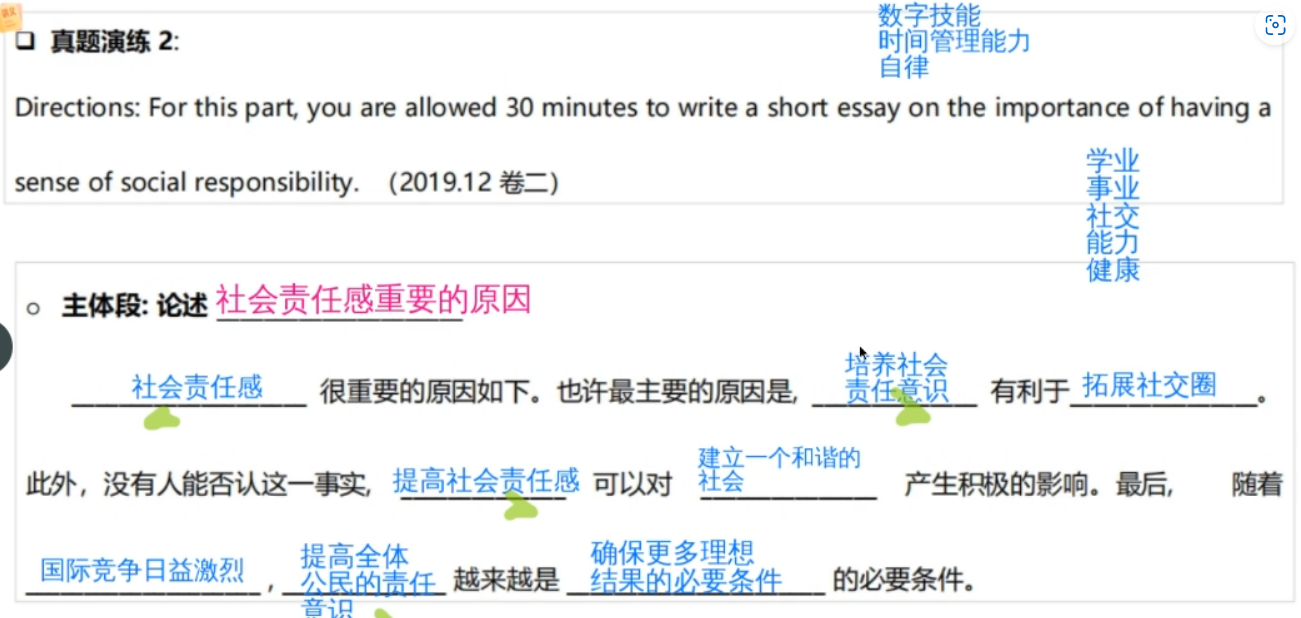 数字技能
时间管理能力
自律
真题演练 2:
Directions: For this part, you are allowed 30 minutes to write a short essay on the importance of having a
sense of social responsibility. （2019.12 卷二）
学业
事业
社交
能力
健康
主体段: 论述 社会责任感重要的原因
社会责任感 很重要的原因如下。也许最主要的原因是, 培养社会责任意识 有利于 拓展社交圈。
此外，没有人能否认这一事实, 提高社会责任感 可以对 建立一个和谐的社会 产生积极的影响。最后, 随着
国际竞争日益激烈 , 提高全体公民的责任意识 越来越是 确保更多理想结果的必要条件 的必要条件。